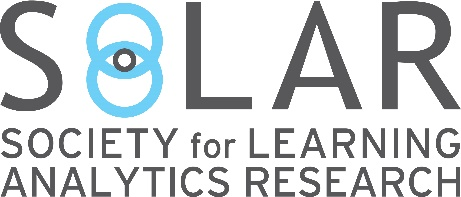 SOLAR
SOCIETY for LEARNING
ANALYTICS RESEARCH